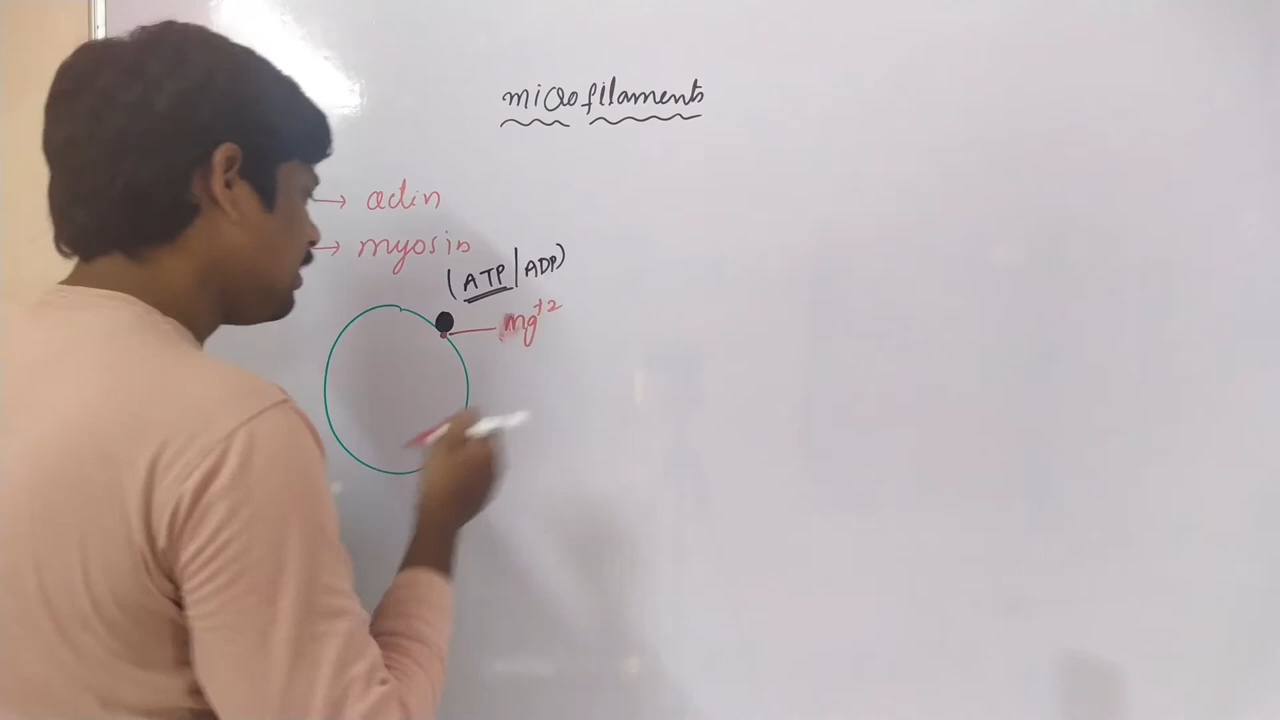 microfilaments
→ actin
→ myosin
(ATP|ADP)
mg+2